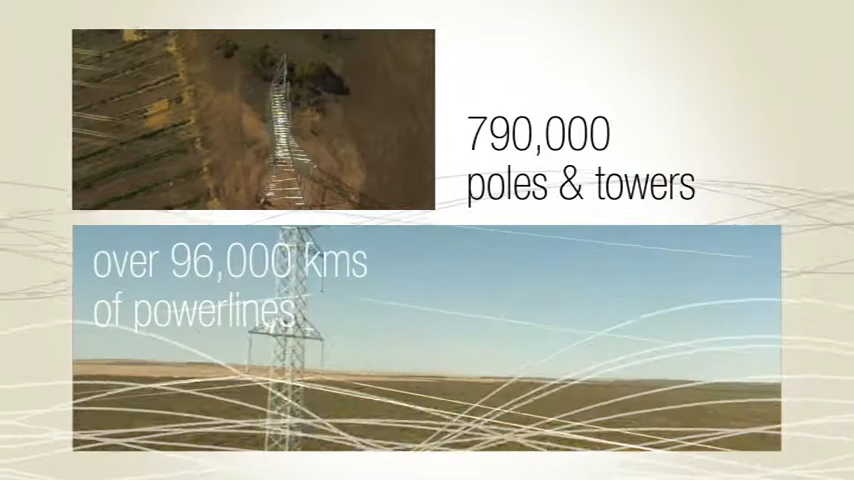 790,000
poles & towers
over 96,000 kms
of powerlines